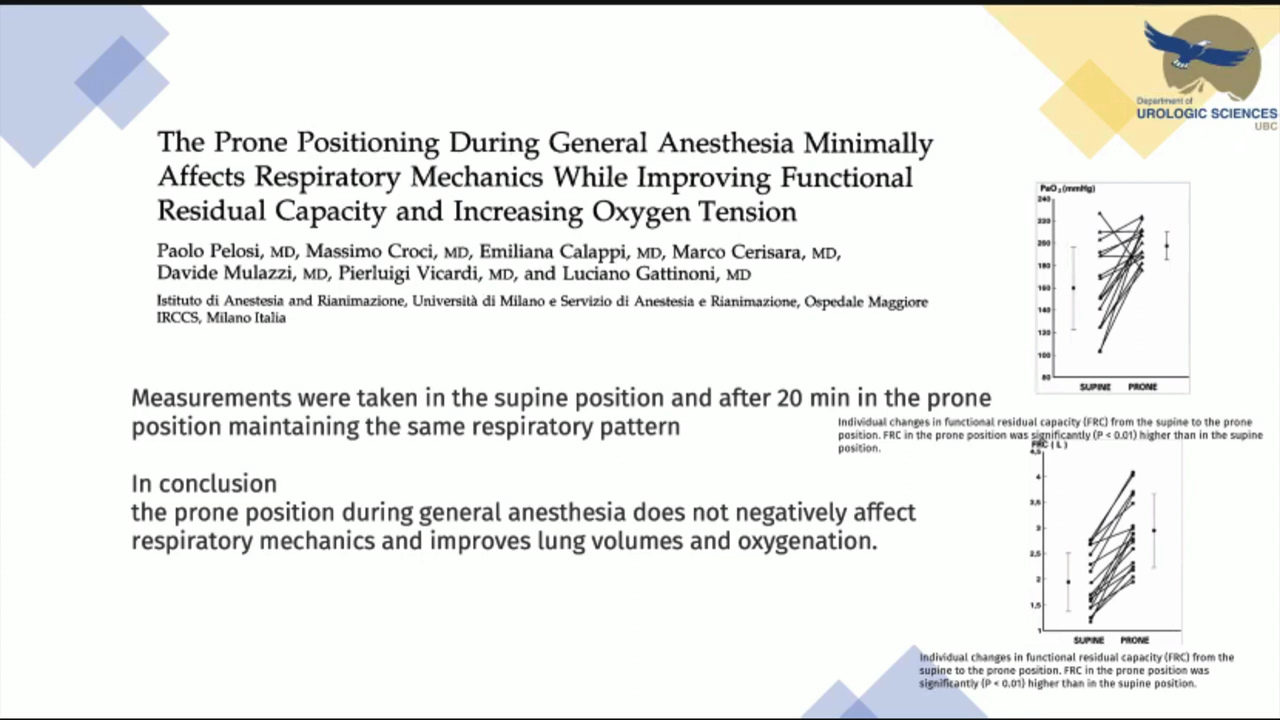 Department of
UROLOGIC SCIENCES
UBC
The Prone Positioning During General Anesthesia Minimally
Affects Respiratory Mechanics While Improving Functional
Residual Capacity and Increasing Oxygen Tension
Paolo Pelosi, MD, Massimo Croci, MD, Emiliana Calappi, MD, Marco Cerisara, MD,
Davide Mulazzi, MD, Pierluigi Vicardi, MD, and Luciano Gattinoni, MD
Istituto di Anestesia and Rianimazione, Università di Milano e Servizio di Anestesia e Rianimazione, Ospedale Maggiore
IRCCS, Milano Italia
Measurements were taken in the supine position and after 20 min in the prone
position maintaining the same respiratory pattern
In conclusion
the prone position during general anesthesia does not negatively affect
respiratory mechanics and improves lung volumes and oxygenation.
PaO₂ (mmHg)
240
220
200
180
160
140
120
100
80
SUPINE PRONE
Individual changes in functional residual capacity (FRC) from the supine to the prone
position. FRC in the prone position was significantly (P < 0.01) higher than in the supine
position.
FRC ( L )
4,5
4
3,5
3
2,5
2
1,5
1
SUPINE PRONE
Individual changes in functional residual capacity (FRC) from the
supine to the prone position. FRC in the prone position was
significantly (P < 0.01) higher than in the supine position.